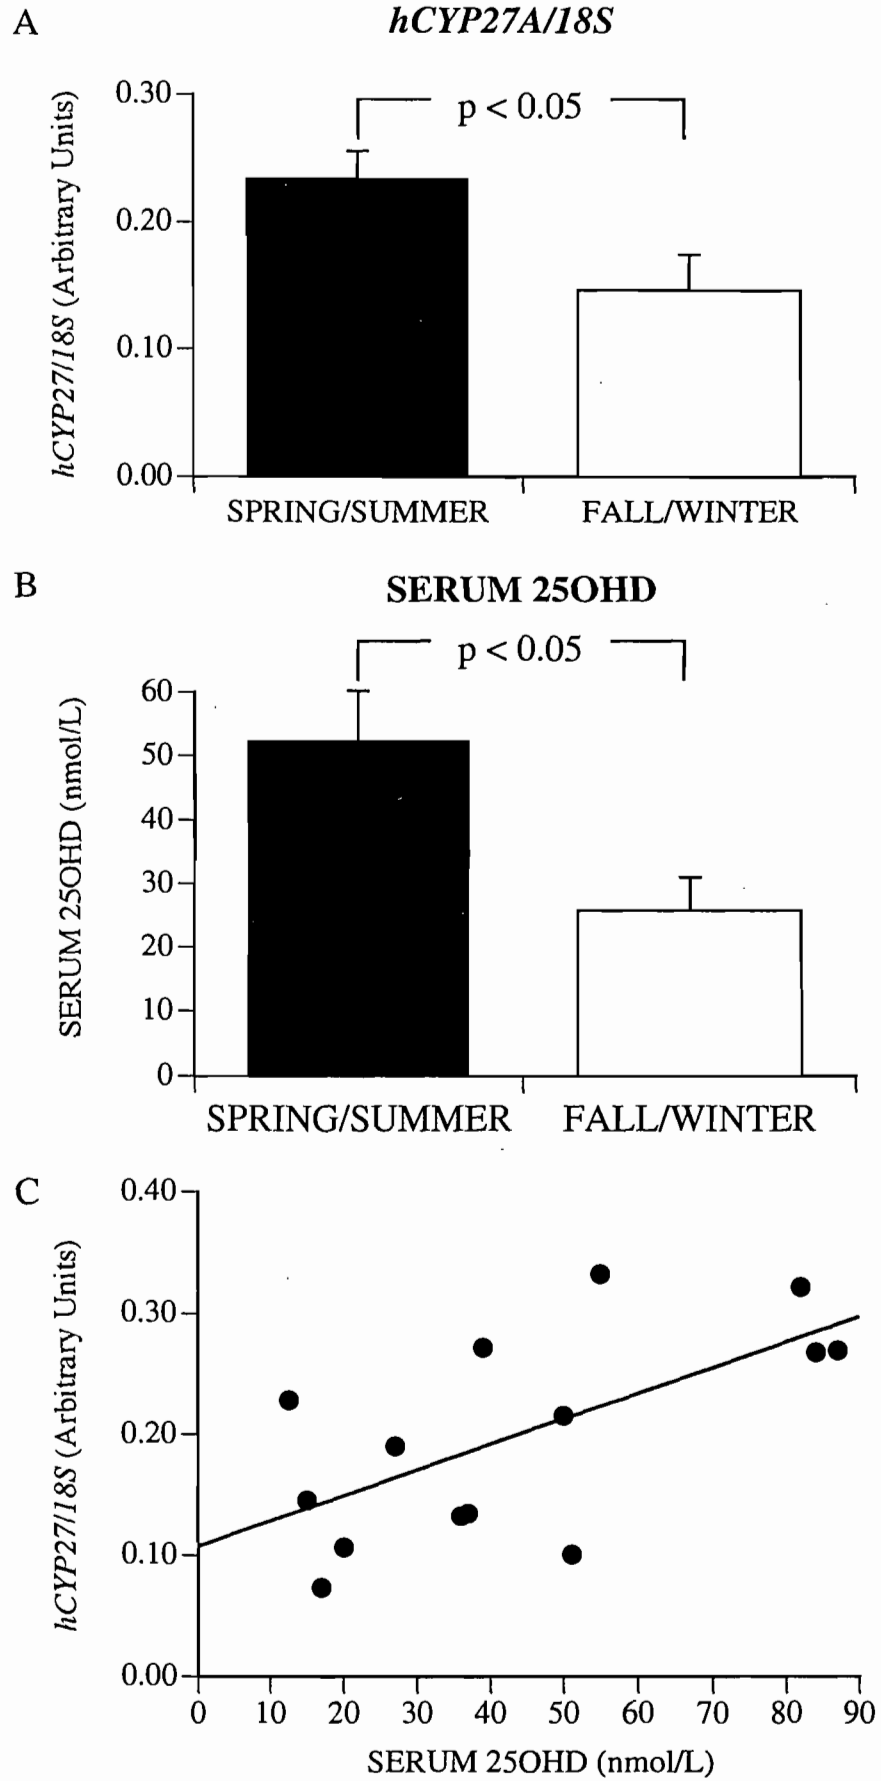 A
hCYP27A/18S
hCYP27/18S (Arbitrary Units)
0.30
0.20
0.10
0.00
p < 0.05
SPRING/SUMMER FALL/WINTER
B
SERUM 25OHD
SERUM 25OHD (nmol/L)
p < 0.05
60
50
40
30
20
10
0
SPRING/SUMMER FALL/WINTER
C
hCYP27/18S (Arbitrary Units)
0.40
0.30
0.20
0.10
0.00
0 10 20 30 40 50 60 70 80 90
SERUM 25OHD (nmol/L)